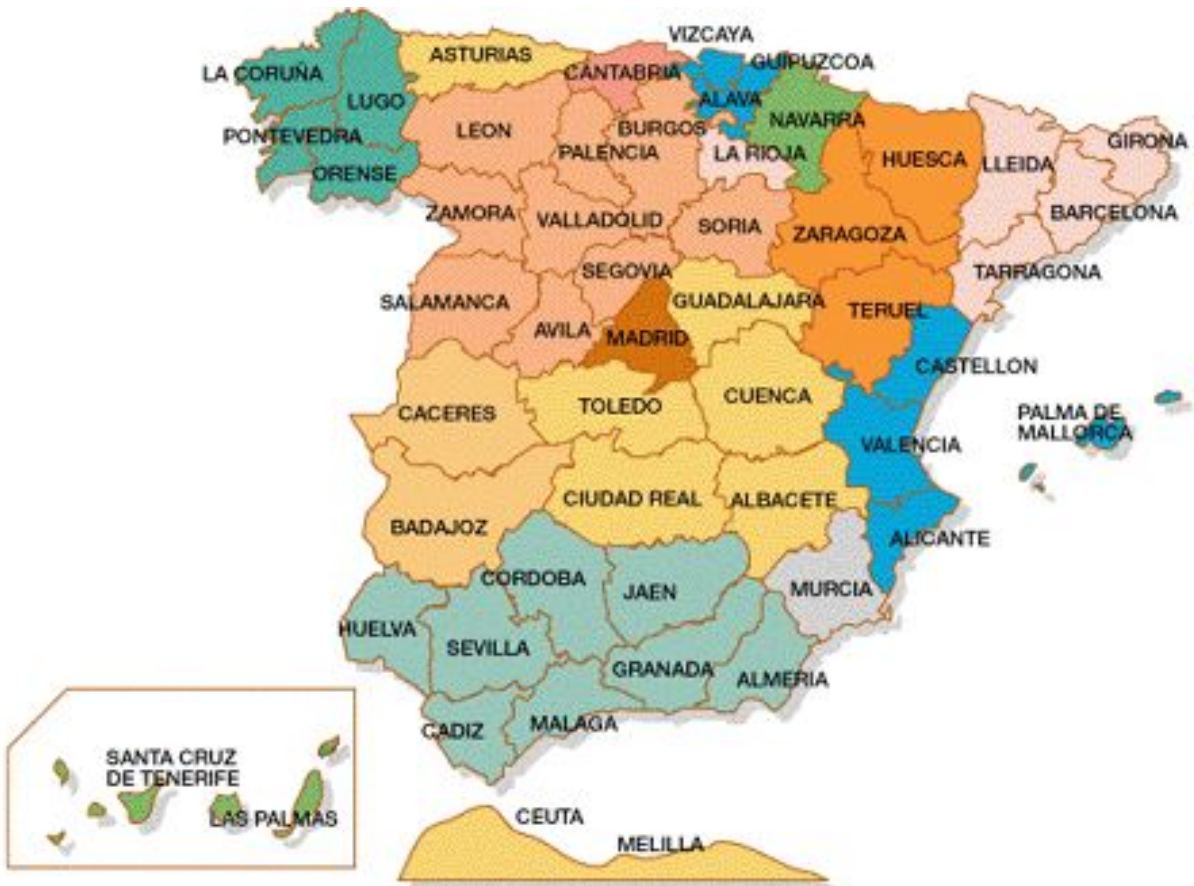 VIZCAYA
ASTURIAS
GUIPUZCOA
LA CORUÑA
CANTABRIA
LUGO
ALAVA
NAVARRA
PONTEVEDRA
LEON
BURGOS
PALENCIA
LA RIOJA
HUESCA
LLEIDA
GIRONA
ORENSE
ZAMORA
VALLADOLID
SORIA
ZARAGOZA
BARCELONA
SEGOVIA
TARRAGONA
SALAMANCA
GUADALAJARA
TERUEL
AVILA
MADRID
CASTELLON
CACERES
TOLEDO
CUENCA
PALMA DE
MALLORCA
VALENCIA
CIUDAD REAL
ALBACETE
BADAJOZ
ALICANTE
CORDOBA
JAEN
MURCIA
HUELVA
SEVILLA
GRANADA
ALMERIA
CADIZ
MALAGA
SANTA CRUZ
DE TENERIFE
LAS PALMAS
CEUTA
MELILLA